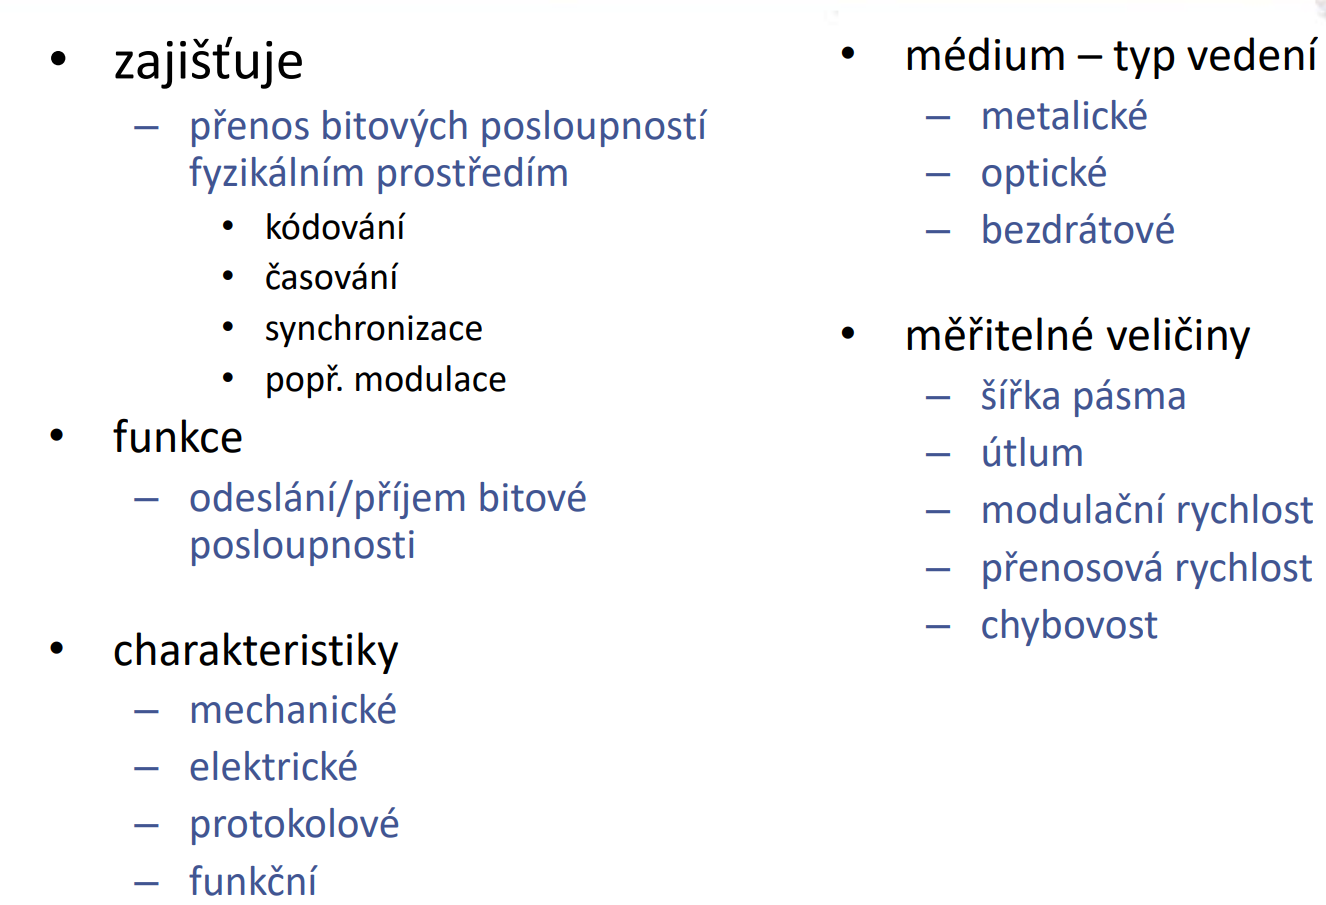 • zajišťuje
– přenos bitových posloupností
fyzikálním prostředím
• kódování
• časování
• synchronizace
• popř. modulace
• funkce
– odeslání/příjem bitové
posloupnosti
• charakteristiky
– mechanické
– elektrické
– protokolové
– funkční
• médium – typ vedení
– metalické
– optické
– bezdrátové
• měřitelné veličiny
– šířka pásma
– útlum
– modulační rychlost
– přenosová rychlost
– chybovost